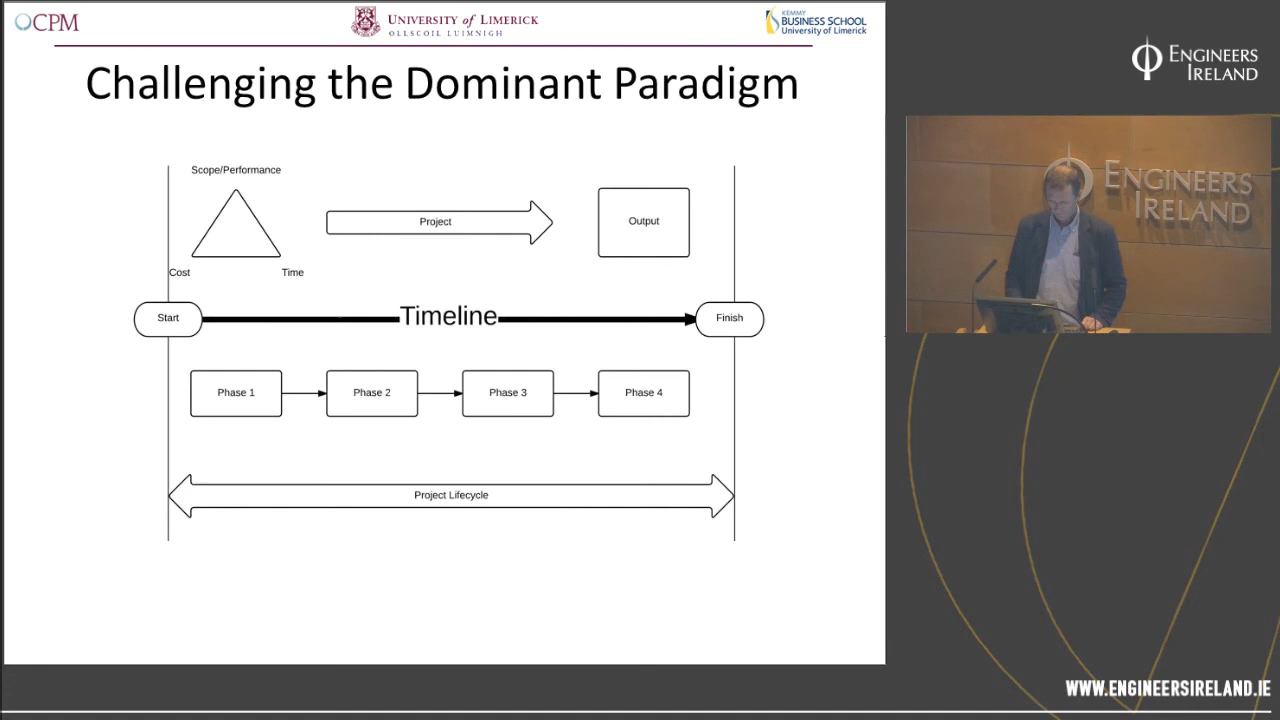 CPM
UNIVERSITY of LIMERICK
OLLSCOIL LUIMNIGH
KEMMY
BUSINESS SCHOOL
University of Limerick
Challenging the Dominant Paradigm
Scope/Performance
Project
Output
Cost
Time
Start
Timeline
Finish
Phase 1
Phase 2
Phase 3
Phase 4
Project Lifecycle
ENGINEERS
IRELAND
ENGINEERS
IRELAND
WWW.ENGINEERSIRELAND.IE